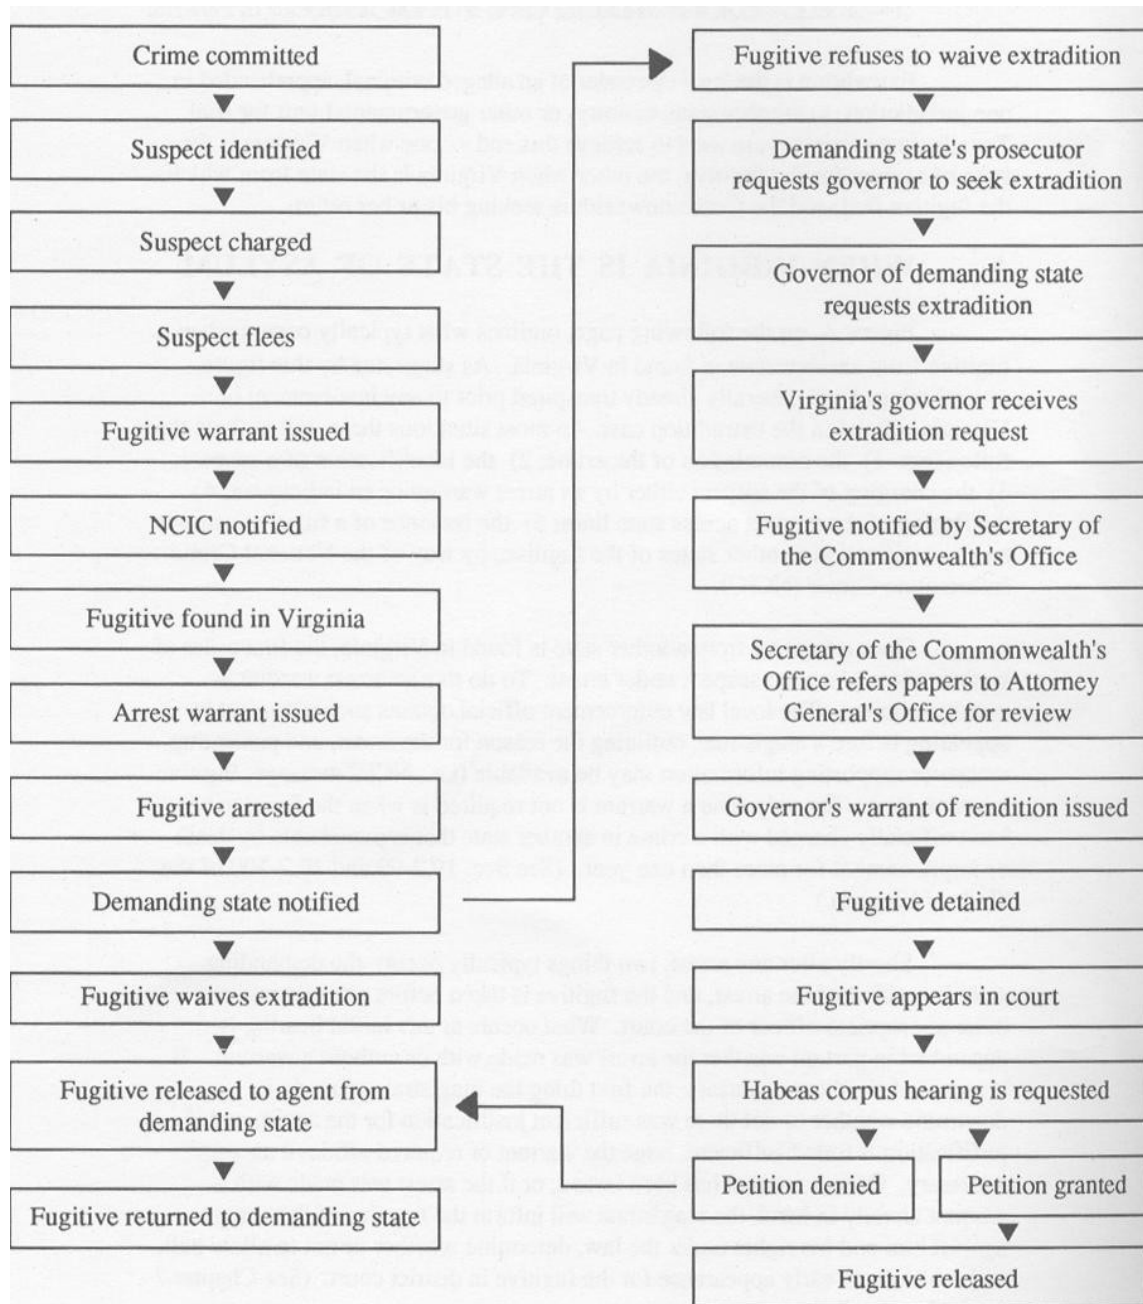 Crime committed
Suspect identified
Suspect charged
Suspect flees
Fugitive warrant issued
NCIC notified
Fugitive found in Virginia
Arrest warrant issued
Fugitive arrested
Demanding state notified
Fugitive waives extradition
Fugitive released to agent from
demanding state
Fugitive returned to demanding state
Fugitive refuses to waive extradition
Demanding state's prosecutor
requests governor to seek extradition
Governor of demanding state
requests extradition
Virginia's governor receives
extradition request
Fugitive notified by Secretary of
the Commonwealth's Office
Secretary of the Commonwealth's
Office refers papers to Attorney
General's Office for review
Governor's warrant of rendition issued
Fugitive detained
Fugitive appears in court
Habeas corpus hearing is requested
Petition denied
Petition granted
Fugitive released